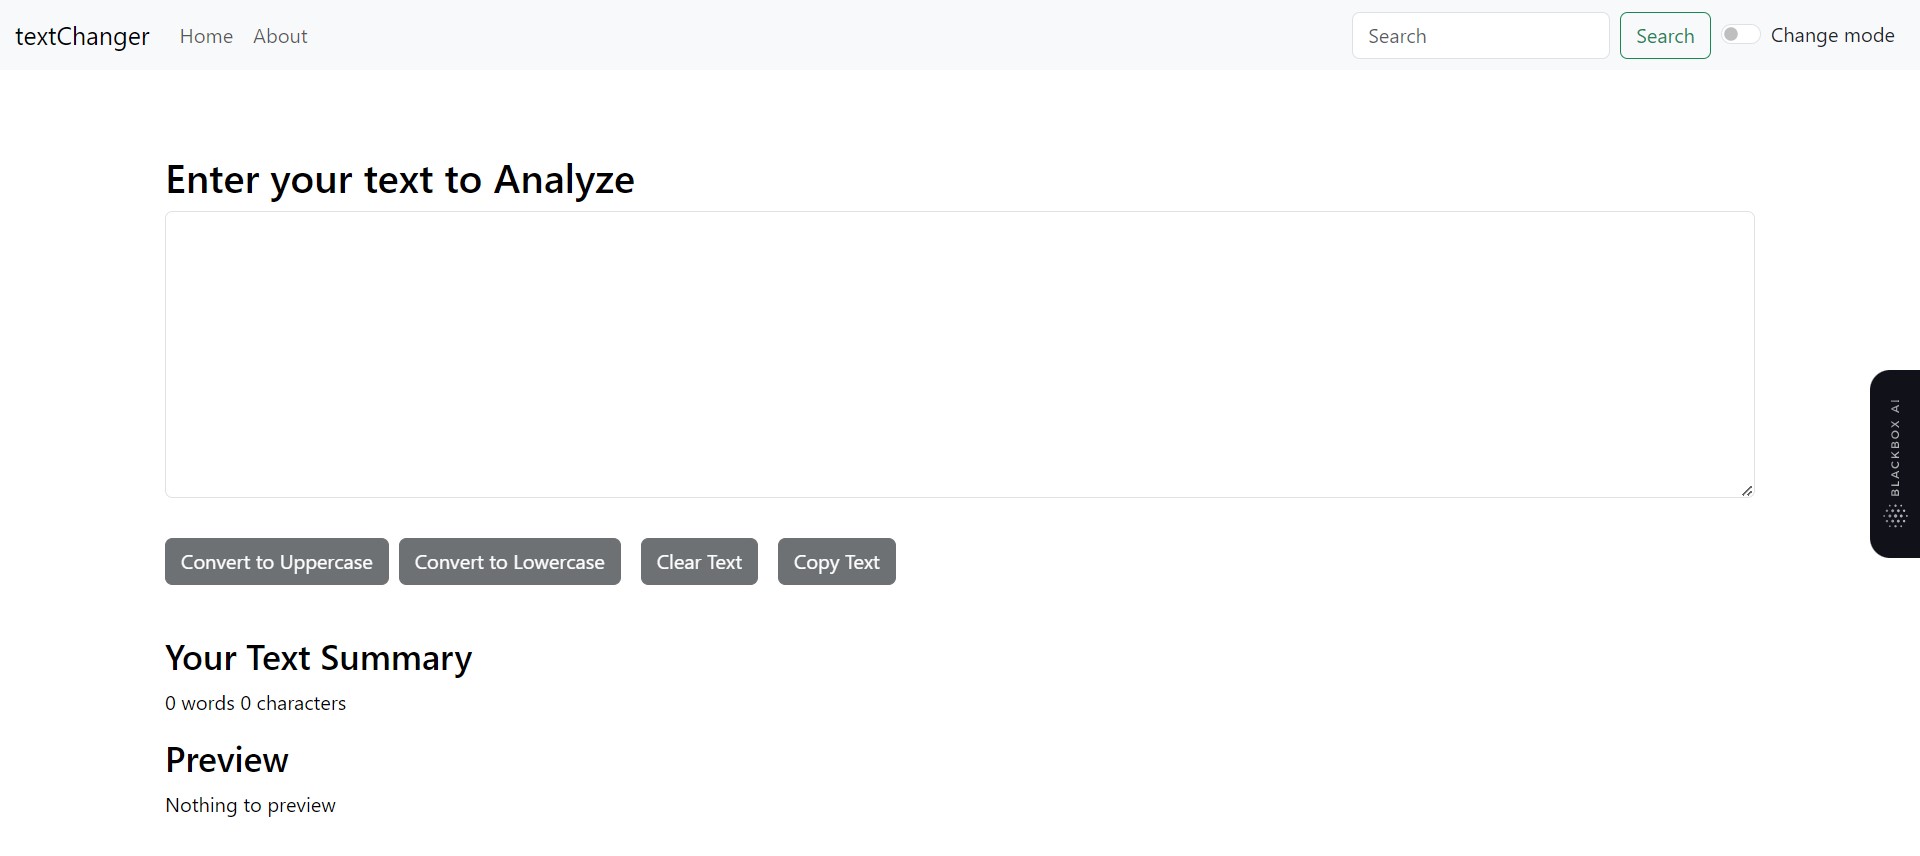 textChanger Home About Search Search Change mode
Enter your text to Analyze
BLACKBOX AI
Convert to Uppercase Convert to Lowercase Clear Text Copy Text
Your Text Summary
0 words 0 characters
Preview
Nothing to preview